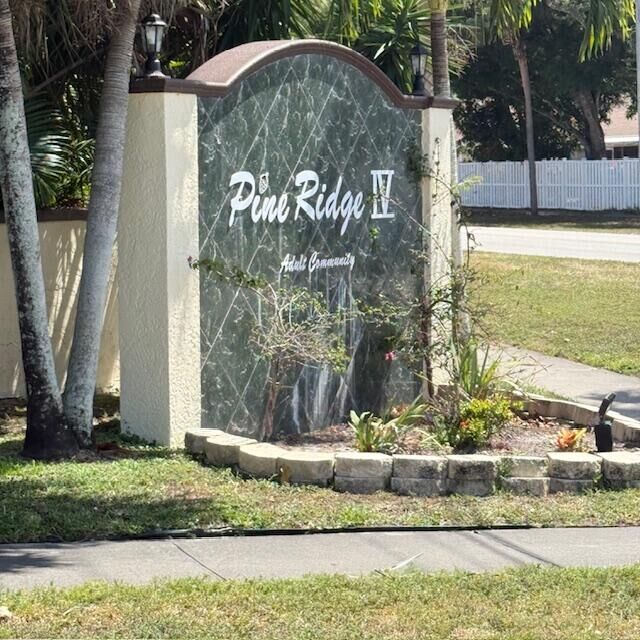 Pine Ridge IV
Adult Community